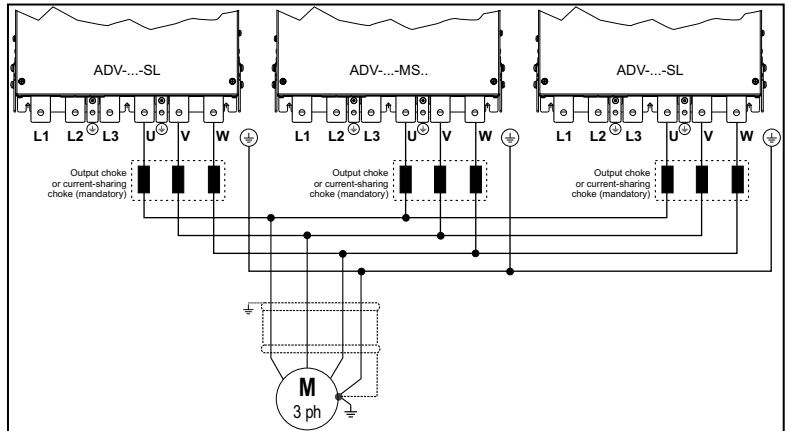 ADV-...-SL
ADV-...-MS..
ADV-...-SL
L1 L2 L3 U V W
L1 L2 L3 U V W
L1 L2 L3 U V W
Output choke
or current-sharing
choke (mandatory)
Output choke
or current-sharing
choke (mandatory)
Output choke
or current-sharing
choke (mandatory)
M
3 ph